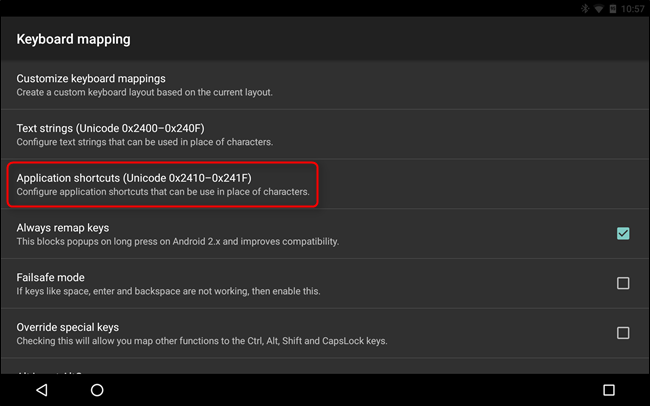 10:57
Keyboard mapping
Customize keyboard mappings
Create a custom keyboard layout based on the current layout.
Text strings (Unicode 0x2400–0x240F)
Configure text strings that can be used in place of characters.
Application shortcuts (Unicode 0x2410–0x241F)
Configure application shortcuts that can be use in place of characters.
Always remap keys
This blocks popups on long press on Android 2.x and improves compatibility.
Failsafe mode
If keys like space, enter and backspace are not working, then enable this.
Override special keys
Checking this will allow you map other functions to the Ctrl, Alt, Shift and CapsLock keys.